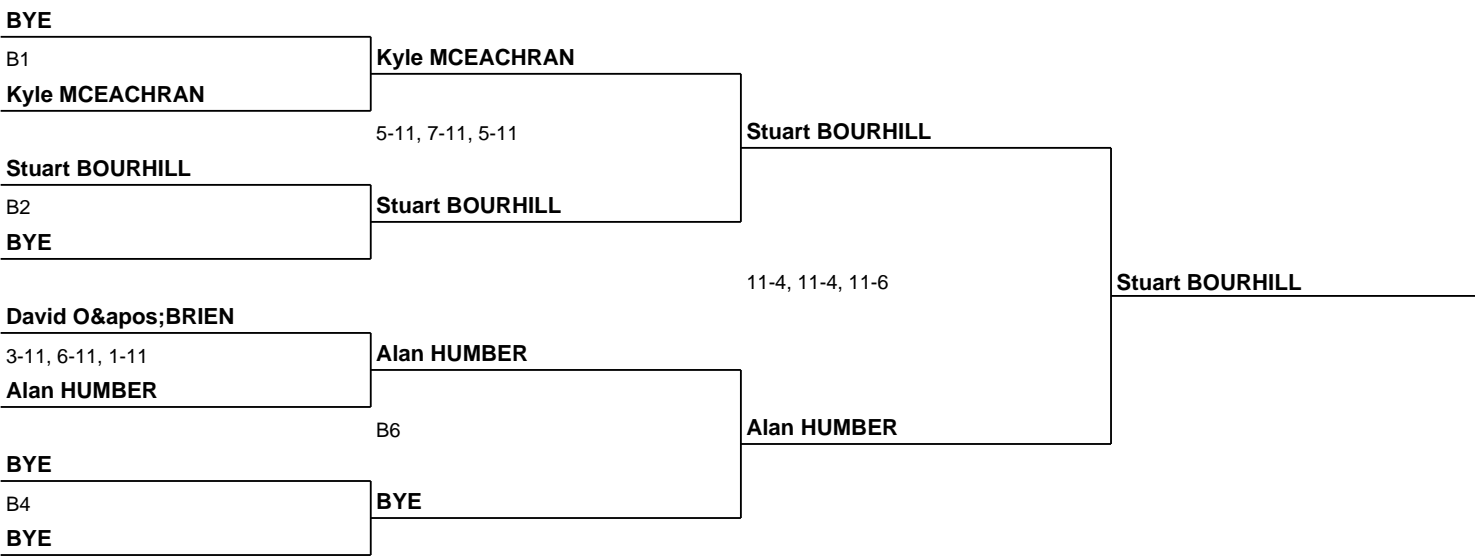 BYE
B1
Kyle MCEACHRAN
Kyle MCEACHRAN
5-11, 7-11, 5-11
Stuart BOURHILL
Stuart BOURHILL
B2
Stuart BOURHILL
BYE
11-4, 11-4, 11-6
Stuart BOURHILL
David O&apos;BRIEN
3-11, 6-11, 1-11
Alan HUMBER
Alan HUMBER
B6
Alan HUMBER
BYE
B4
BYE
BYE